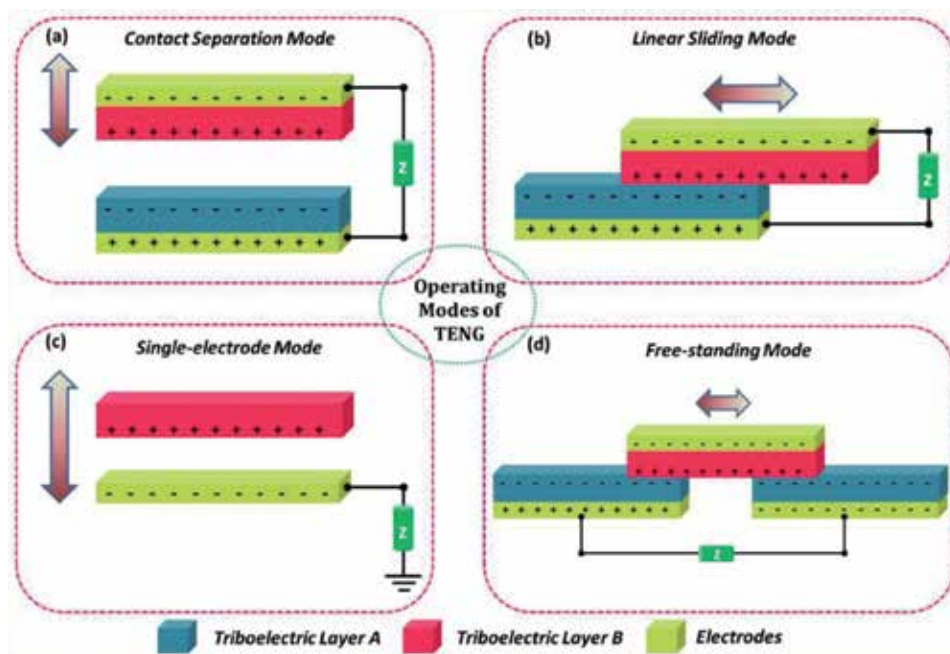 (a)
Contact Separation Mode
- - - - - - - - - -
+ + + + + + + + + +
Z
- - - - - - - - - -
+ + + + + + + + + +
(b)
Linear Sliding Mode
- - - - - - - - - -
+ + + + + + + + + +
Z
- - - - - - - - - -
+ + + + + + + + + +
Operating
Modes of
TENG
(c)
Single-electrode Mode
+ + + + + + + + + +
- - - - - - - - - -
Z
(d)
Free-standing Mode
Z
Triboelectric Layer A
Triboelectric Layer B
Electrodes